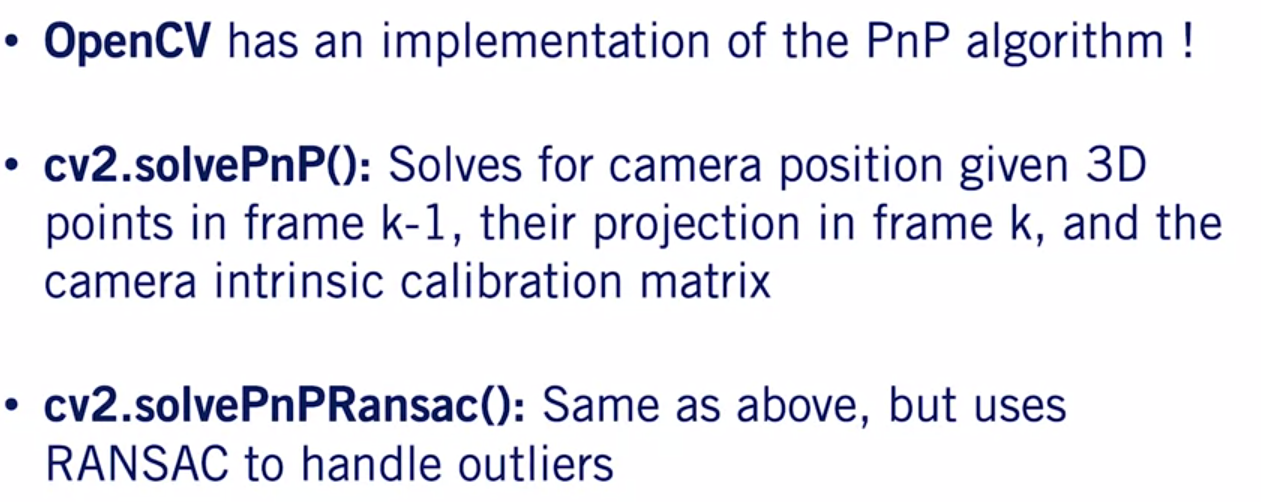 • OpenCV has an implementation of the PnP algorithm !
• cv2.solvePnP(): Solves for camera position given 3D
points in frame k-1, their projection in frame k, and the
camera intrinsic calibration matrix
• cv2.solvePnPRansac(): Same as above, but uses
RANSAC to handle outliers